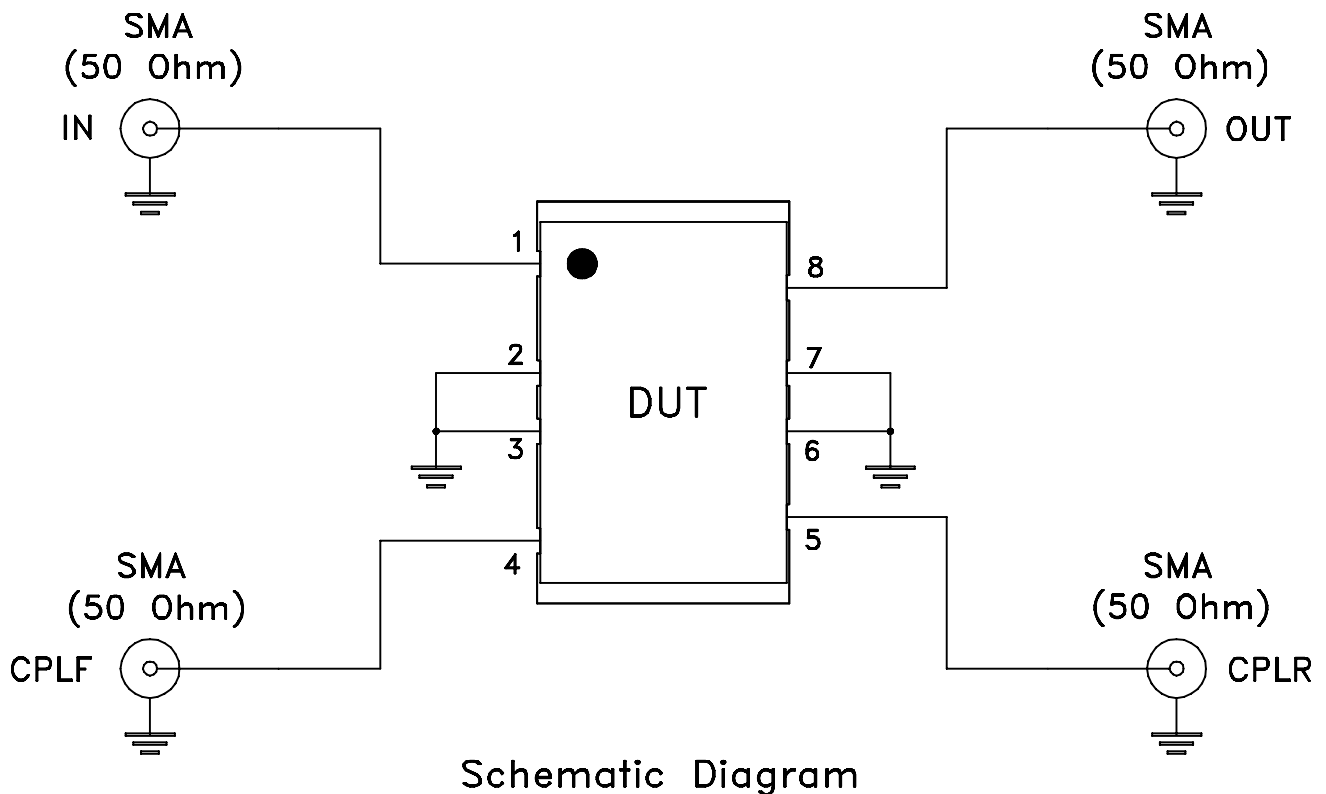 SMA
(50 Ohm)
IN
SMA
(50 Ohm)
OUT
1
2
3
4
DUT
8
7
6
5
SMA
(50 Ohm)
CPLF
SMA
(50 Ohm)
CPLR
Schematic Diagram